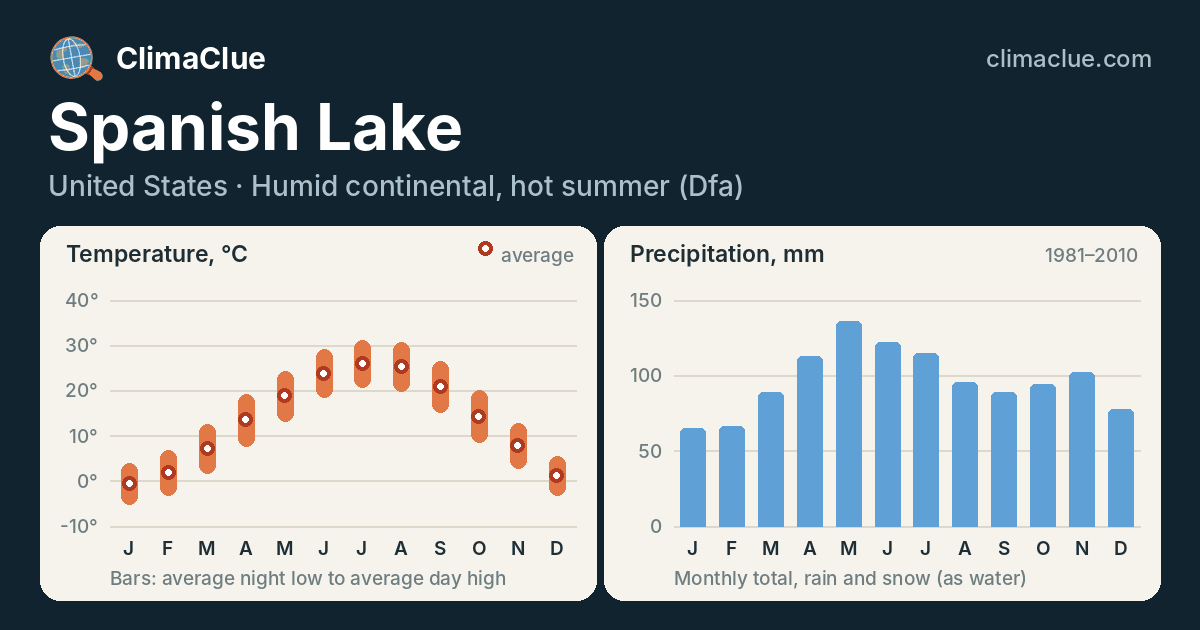 ClimaClue
climaclue.com
Spanish Lake
United States · Humid continental, hot summer (Dfa)
Temperature, °C
average
40°
30°
20°
10°
0°
-10°
J F M A M J J A S O N D
Bars: average night low to average day high
Precipitation, mm
1981–2010
150
100
50
0
J F M A M J J A S O N D
Monthly total, rain and snow (as water)